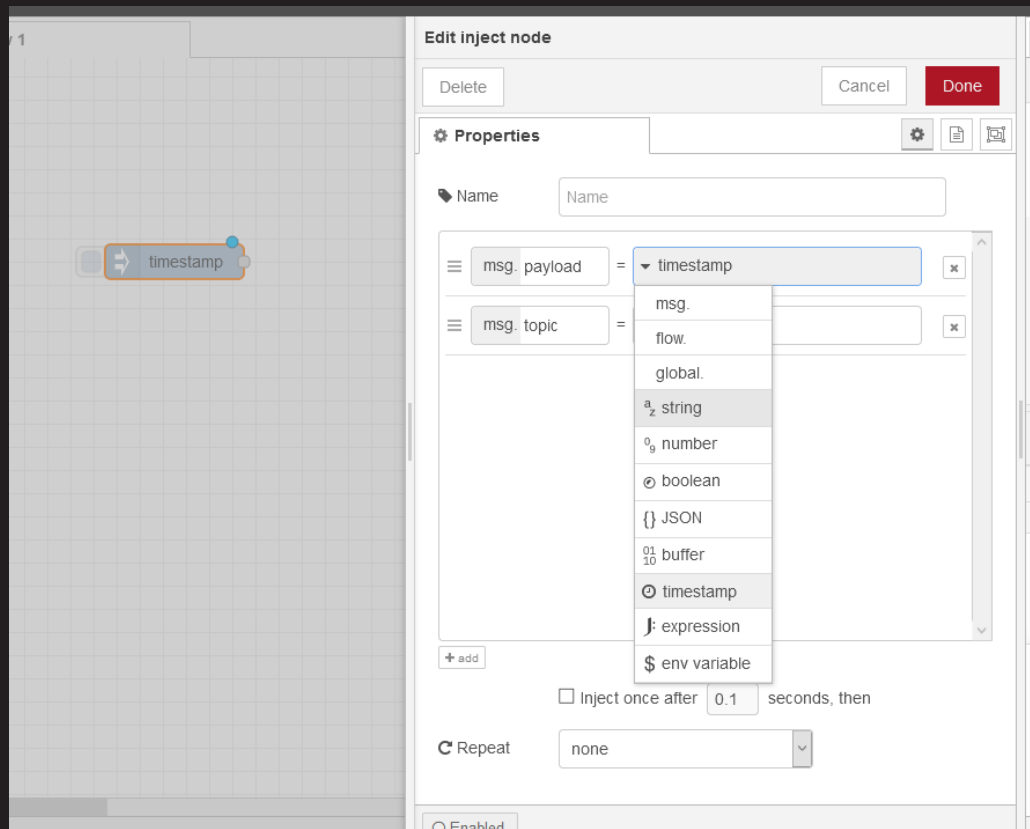 1
Edit inject node
Delete
Cancel
Done
Properties
Name
Name
msg. payload = timestamp
msg.
msg. topic =
flow.
global.
string
number
boolean
{} JSON
buffer
timestamp
timestamp
expression
$ env variable
+ add
Inject once after 0.1 seconds, then
Repeat
none
Enabled